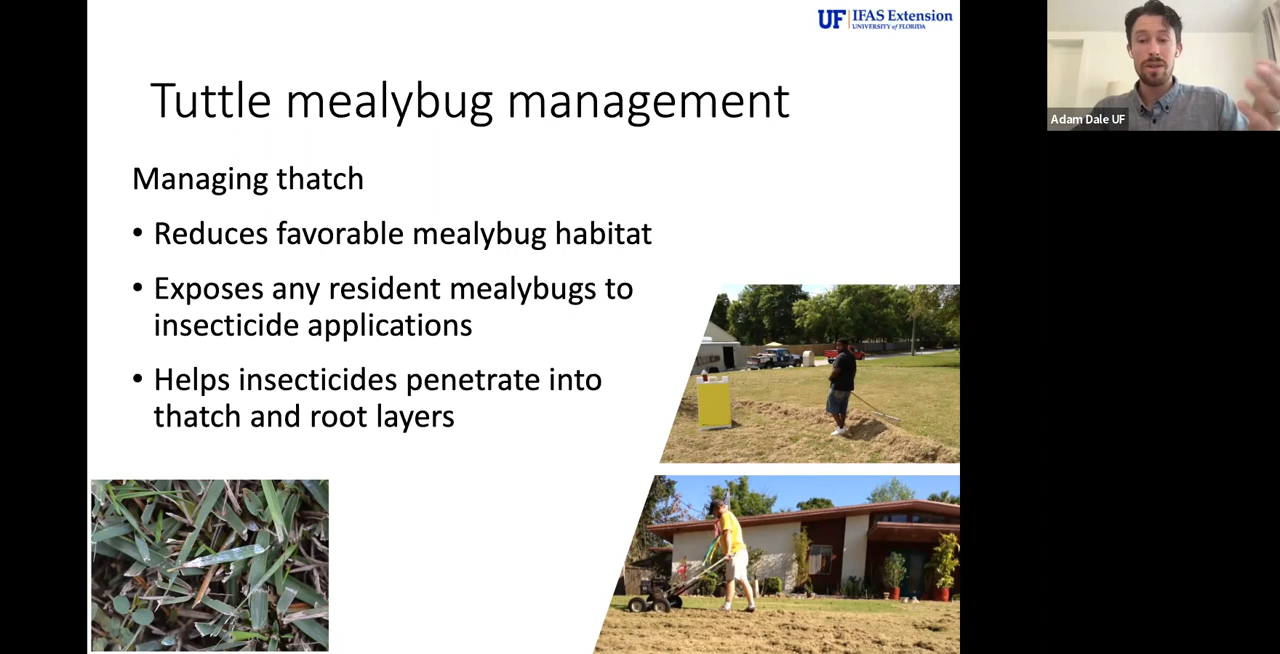 UF IFAS Extension
UNIVERSITY of FLORIDA
Tuttle mealybug management
Managing thatch
• Reduces favorable mealybug habitat
• Exposes any resident mealybugs to
insecticide applications
• Helps insecticides penetrate into
thatch and root layers
Adam Dale UF